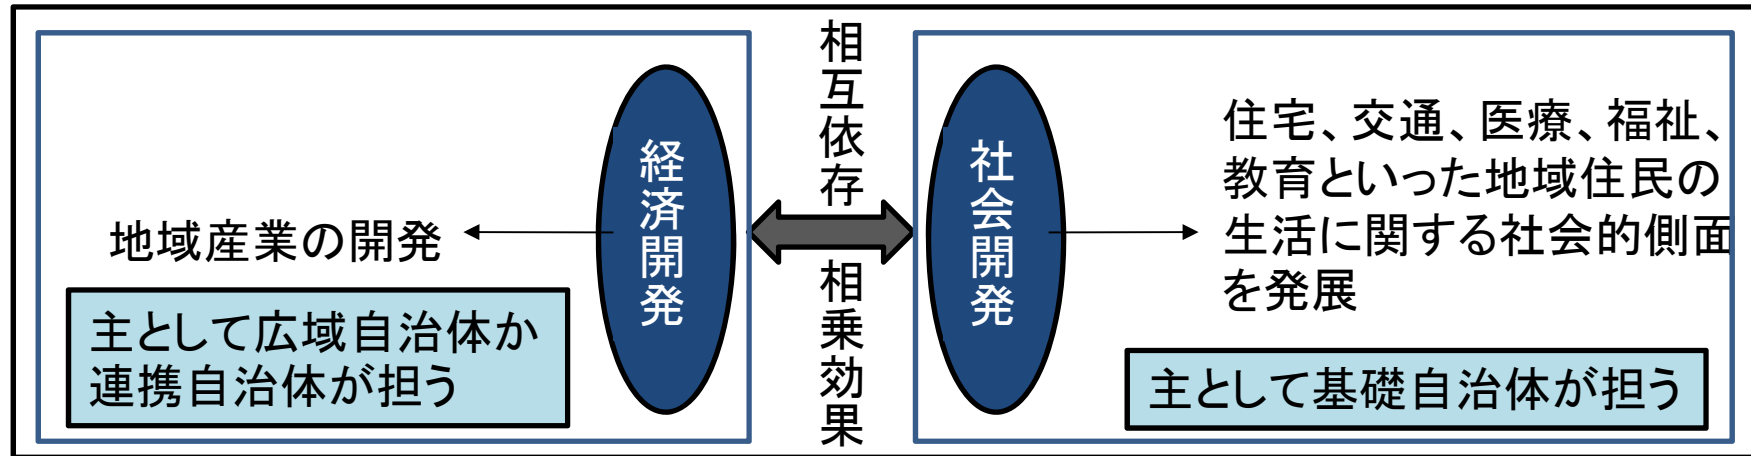 地域産業の開発
主として広域自治体か
連携自治体が担う
経済開発
相互依存
相乗効果
社会開発
住宅、交通、医療、福祉、
教育といった地域住民の
生活に関する社会的側面
を発展
主として基礎自治体が担う